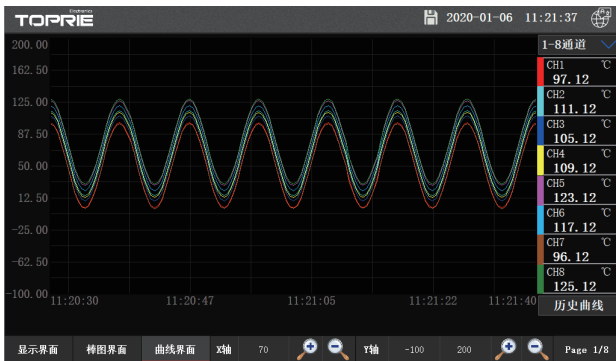 Electronics
TOPRIE
2020-01-06 11:21:37
200.00
162.50
125.00
87.50
50.00
12.50
-25.00
-62.50
-100.00
11:20:30 11:20:47 11:21:05 11:21:22 11:21:40
1-8通道
CH1 ℃
97.12
CH2 ℃
111.12
CH3 ℃
105.12
CH4 ℃
109.12
CH5 ℃
123.12
CH6 ℃
117.12
CH7 ℃
96.12
CH8 ℃
125.12
历史曲线
显示界面 棒图界面 曲线界面 X轴 70 Y轴 -100 200 Page 1/8